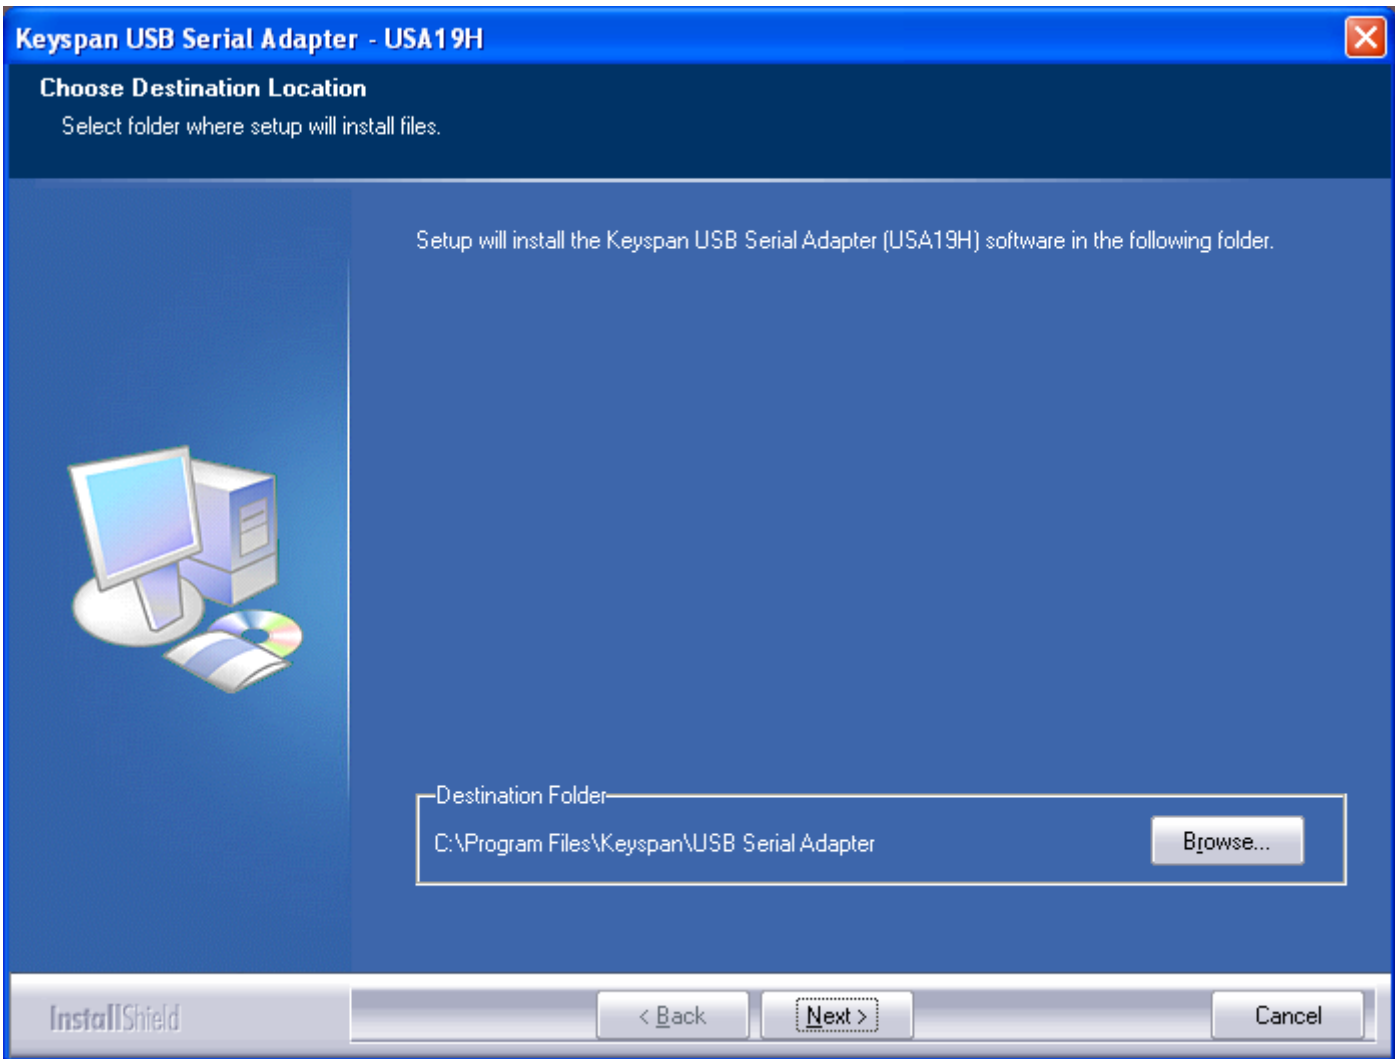 Keyspan USB Serial Adapter - USA19H
Choose Destination Location
Select folder where setup will install files.
Setup will install the Keyspan USB Serial Adapter (USA19H) software in the following folder.
Destination Folder
C:\Program Files\Keyspan\USB Serial Adapter
Browse...
InstallShield
< Back
Next >
Cancel